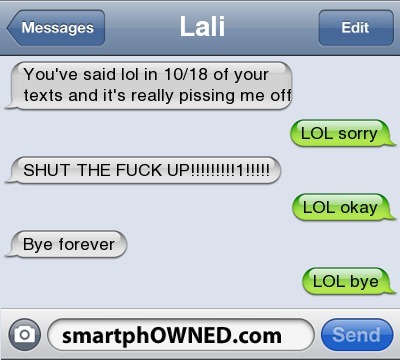 Messages
Lali
Edit
You've said lol in 10/18 of your
texts and it's really pissing me off
LOL sorry
SHUT THE FUCK UP!!!!!!!!!1!!!!!
LOL okay
Bye forever
LOL bye
smartphOWNED.com
Send